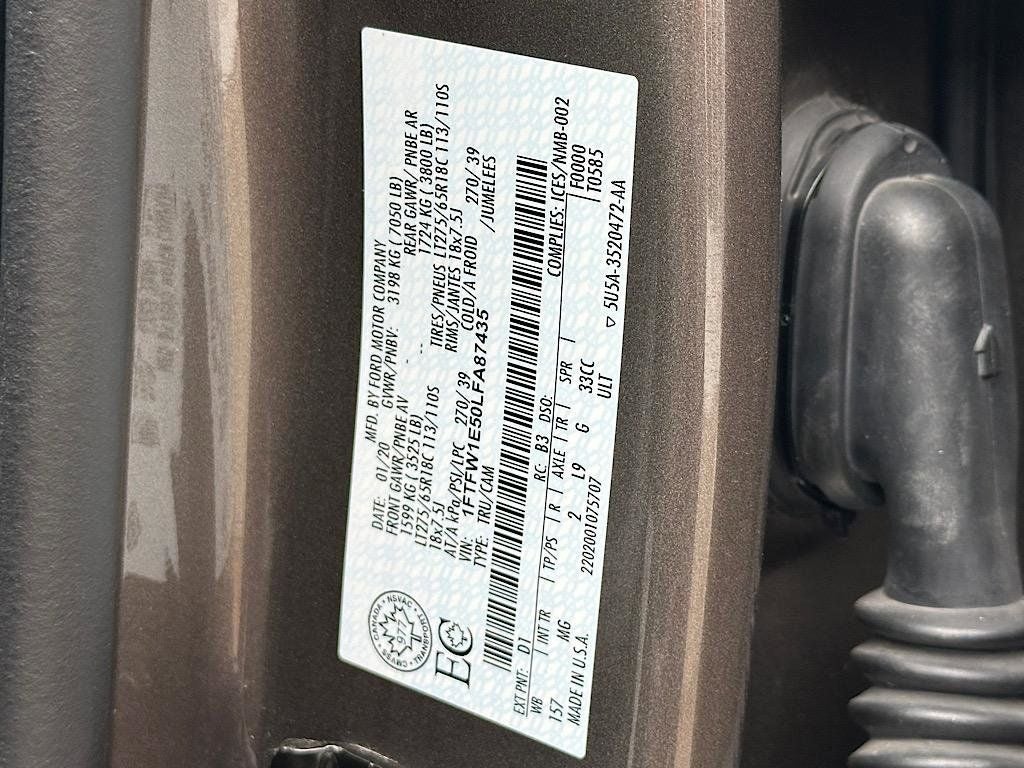 MFD. BY FORD MOTOR COMPANY
DATE: 01/20 GVWR/PNBV: 3198 KG ( 7050 LB)
FRONT GAWR/PNBE AV REAR GAWR/ PNBE AR
1599 KG ( 3525 LB) 1724 KG ( 3800 LB)
LT275/65R18C 113/110S TIRES/PNEUS LT275/65R18C 113/110S
18x7.5J RIMS/JANTES 18x7.5J
AT/A kPa/PSI/LPC 270/ 39 COLD/A FROID 270/ 39
VIN: 1FTFW1E50LFA87435 /JUMELEES
TYPE: TRU/CAM
CANADA NSVAC TRANSPORT CMVSS
977
EC
EXT PNT: D1 RC: B3 DSO: COMPLIES: ICES/NMB-002
WB INT TR TP/PS R AXLE TR SPR F0000
157 MG 2 L9 G 33CC T0585
MADE IN U.S.A. 2202001075707 ULT ▽ 5U5A-3520472-AA